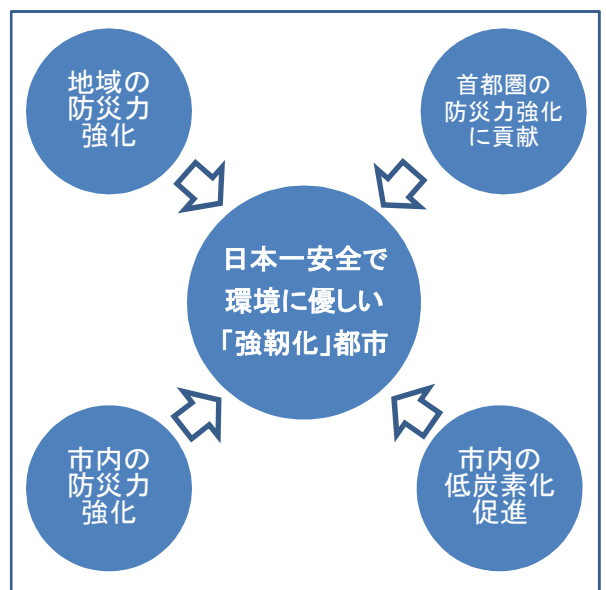 地域の
防災力
強化
首都圏の
防災力強化
に貢献
日本一安全で
環境に優しい
「強靭化」都市
市内の
防災力
強化
市内の
低炭素化
促進